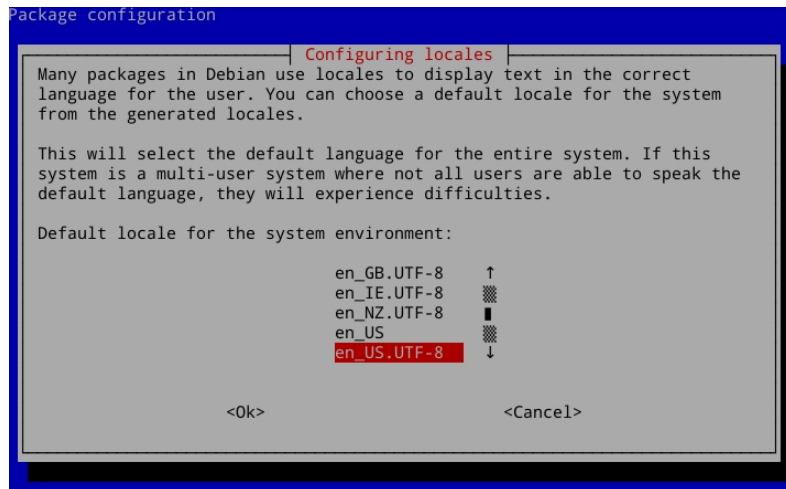 Package configuration
Configuring locales
Many packages in Debian use locales to display text in the correct
language for the user. You can choose a default locale for the system
from the generated locales.
This will select the default language for the entire system. If this
system is a multi-user system where not all users are able to speak the
default language, they will experience difficulties.
Default locale for the system environment:
en_GB.UTF-8
en_IE.UTF-8
en_NZ.UTF-8
en_US
en_US.UTF-8
<Ok> <Cancel>